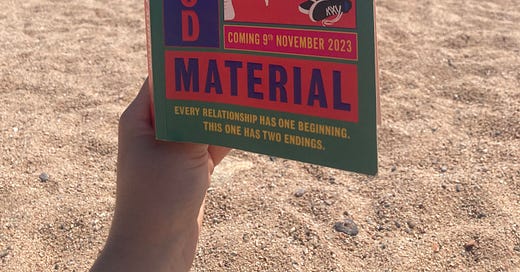 D
COMING 9TH NOVEMBER 2023
MATERIAL
EVERY RELATIONSHIP HAS ONE BEGINNING.
THIS ONE HAS TWO ENDINGS.